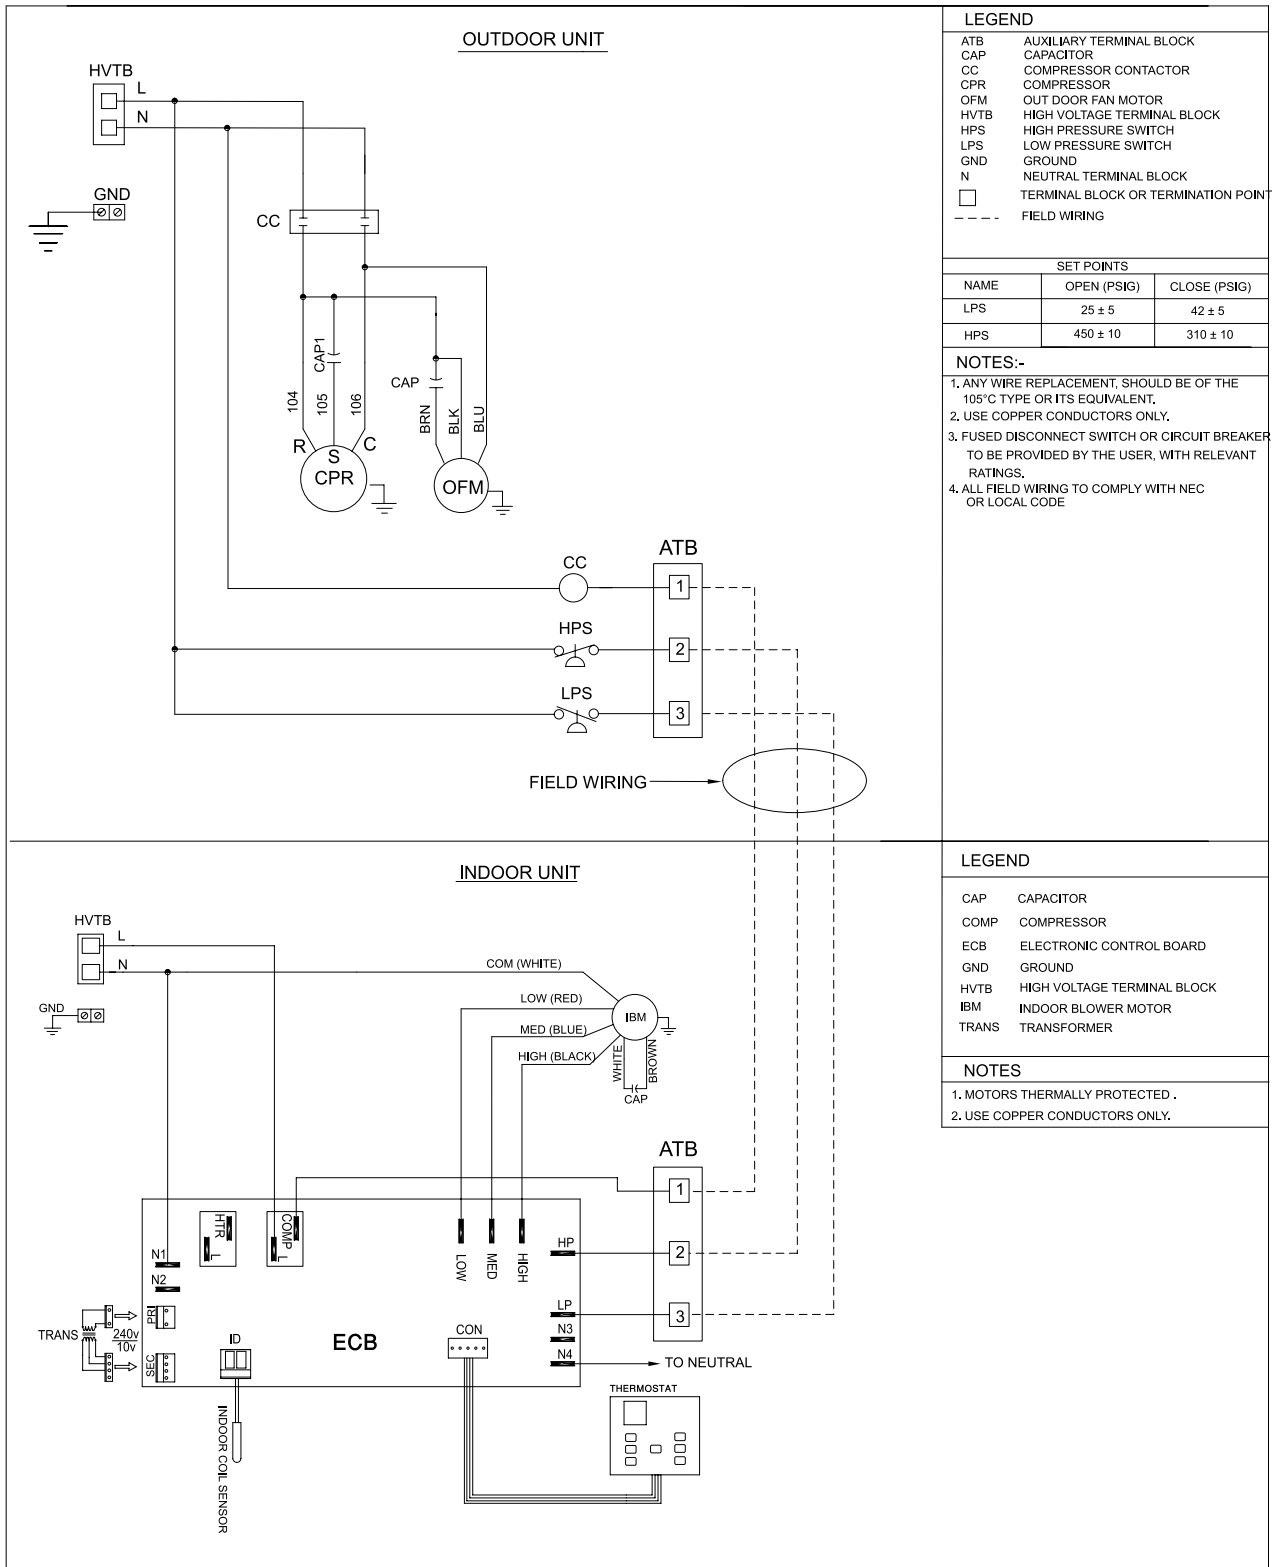 OUTDOOR UNIT
HVTB
L
N
GND
CC
CAP1
CAP
104
105
106
BRN
BLK
BLU
R
S
C
CPR
OFM
ATB
CC
1
HPS
2
LPS
3
FIELD WIRING
LEGEND
ATB AUXILIARY TERMINAL BLOCK
CAP CAPACITOR
CC COMPRESSOR CONTACTOR
CPR COMPRESSOR
OFM OUT DOOR FAN MOTOR
HVTB HIGH VOLTAGE TERMINAL BLOCK
HPS HIGH PRESSURE SWITCH
LPS LOW PRESSURE SWITCH
GND GROUND
N NEUTRAL TERMINAL BLOCK
TERMINAL BLOCK OR TERMINATION POINT
FIELD WIRING
SET POINTS
NAME OPEN (PSIG) CLOSE (PSIG)
LPS 25 ± 5 42 ± 5
HPS 450 ± 10 310 ± 10
NOTES:-
1. ANY WIRE REPLACEMENT, SHOULD BE OF THE
105°C TYPE OR ITS EQUIVALENT.
2. USE COPPER CONDUCTORS ONLY.
3. FUSED DISCONNECT SWITCH OR CIRCUIT BREAKER
TO BE PROVIDED BY THE USER, WITH RELEVANT
RATINGS.
4. ALL FIELD WIRING TO COMPLY WITH NEC
OR LOCAL CODE
INDOOR UNIT
HVTB
L
N
GND
COM (WHITE)
LOW (RED)
MED (BLUE)
HIGH (BLACK)
IBM
WHITE
BROWN
CAP
ATB
1
2
3
HTR
L
COMP
L
N1
N2
LOW
MED
HIGH
HP
LP
N3
N4
TO NEUTRAL
PRI
SEC
TRANS
240v
10v
ID
ECB
CON
THERMOSTAT
INDOOR COIL SENSOR
LEGEND
CAP CAPACITOR
COMP COMPRESSOR
ECB ELECTRONIC CONTROL BOARD
GND GROUND
HVTB HIGH VOLTAGE TERMINAL BLOCK
IBM INDOOR BLOWER MOTOR
TRANS TRANSFORMER
NOTES
1. MOTORS THERMALLY PROTECTED .
2. USE COPPER CONDUCTORS ONLY.